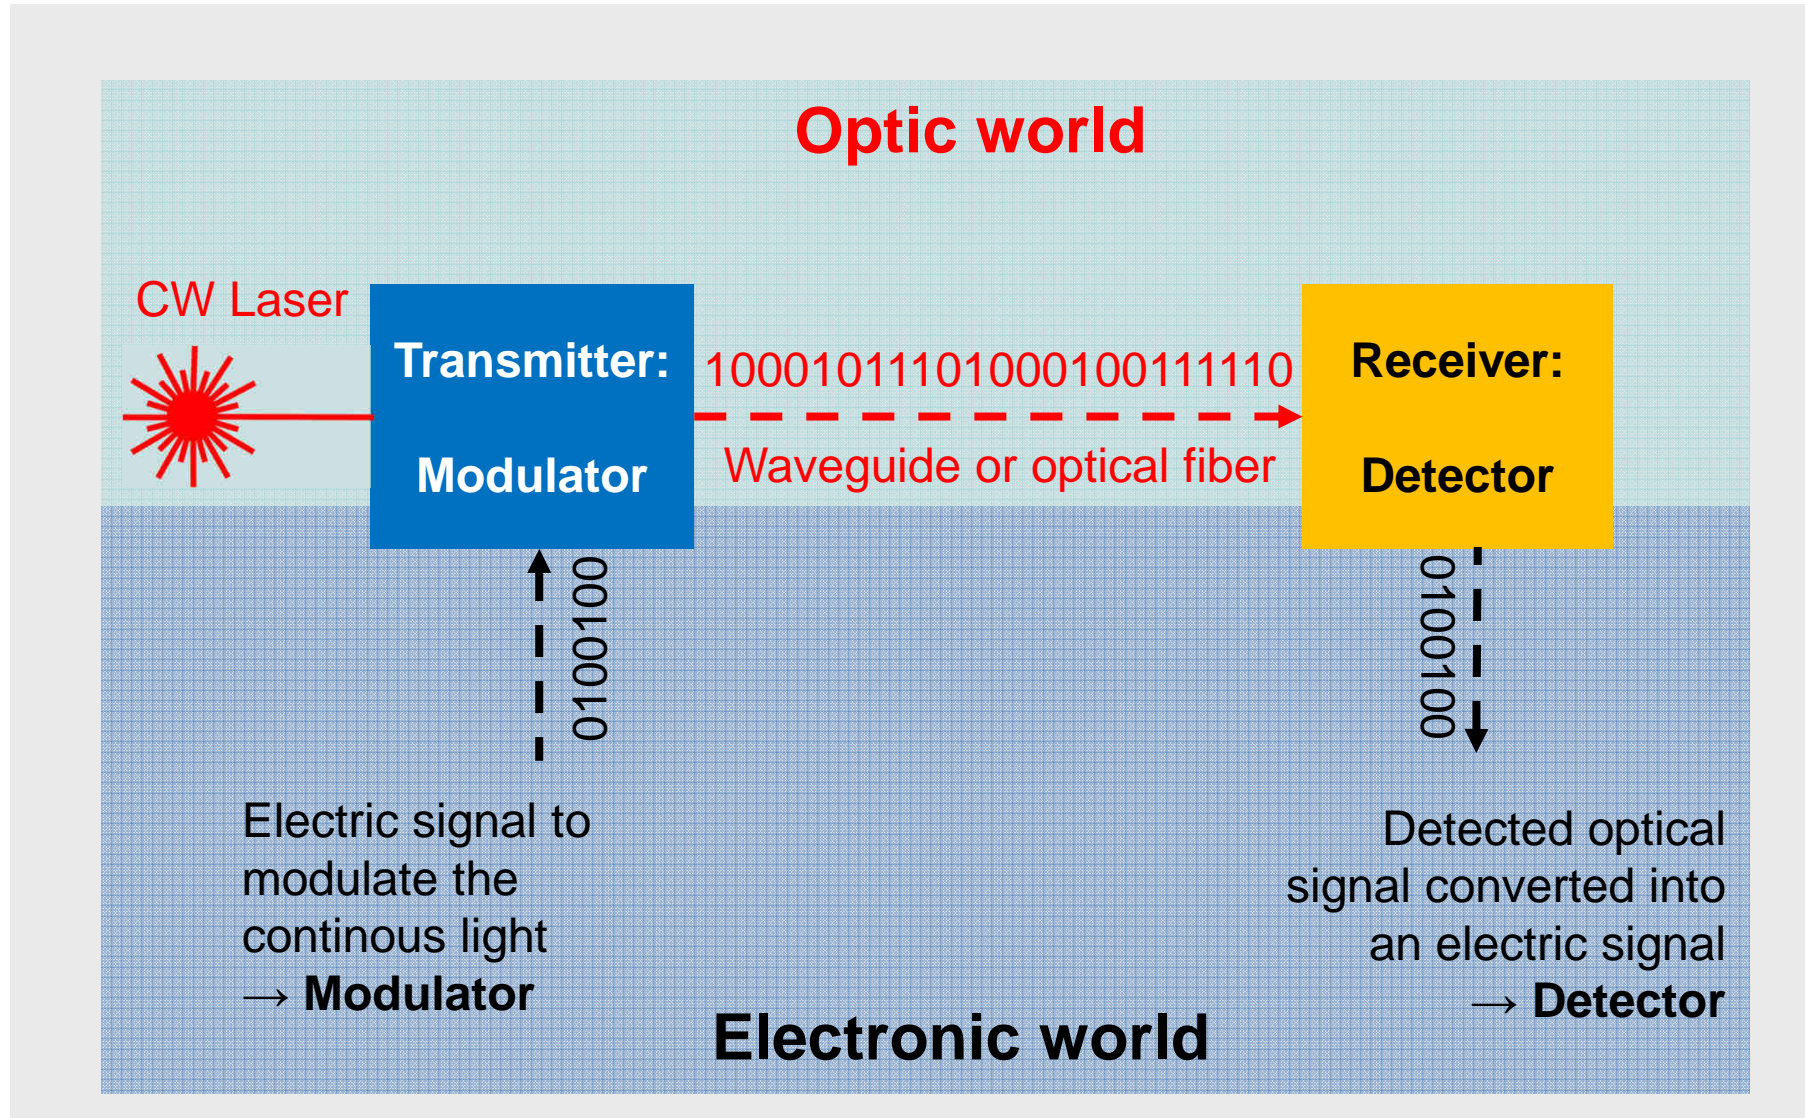 Optic world
CW Laser
Transmitter:
Modulator
10001011101000100111110
Waveguide or optical fiber
Receiver:
Detector
0100100
0100100
Electric signal to
modulate the
continous light
→ Modulator
Detected optical
signal converted into
an electric signal
→ Detector
Electronic world